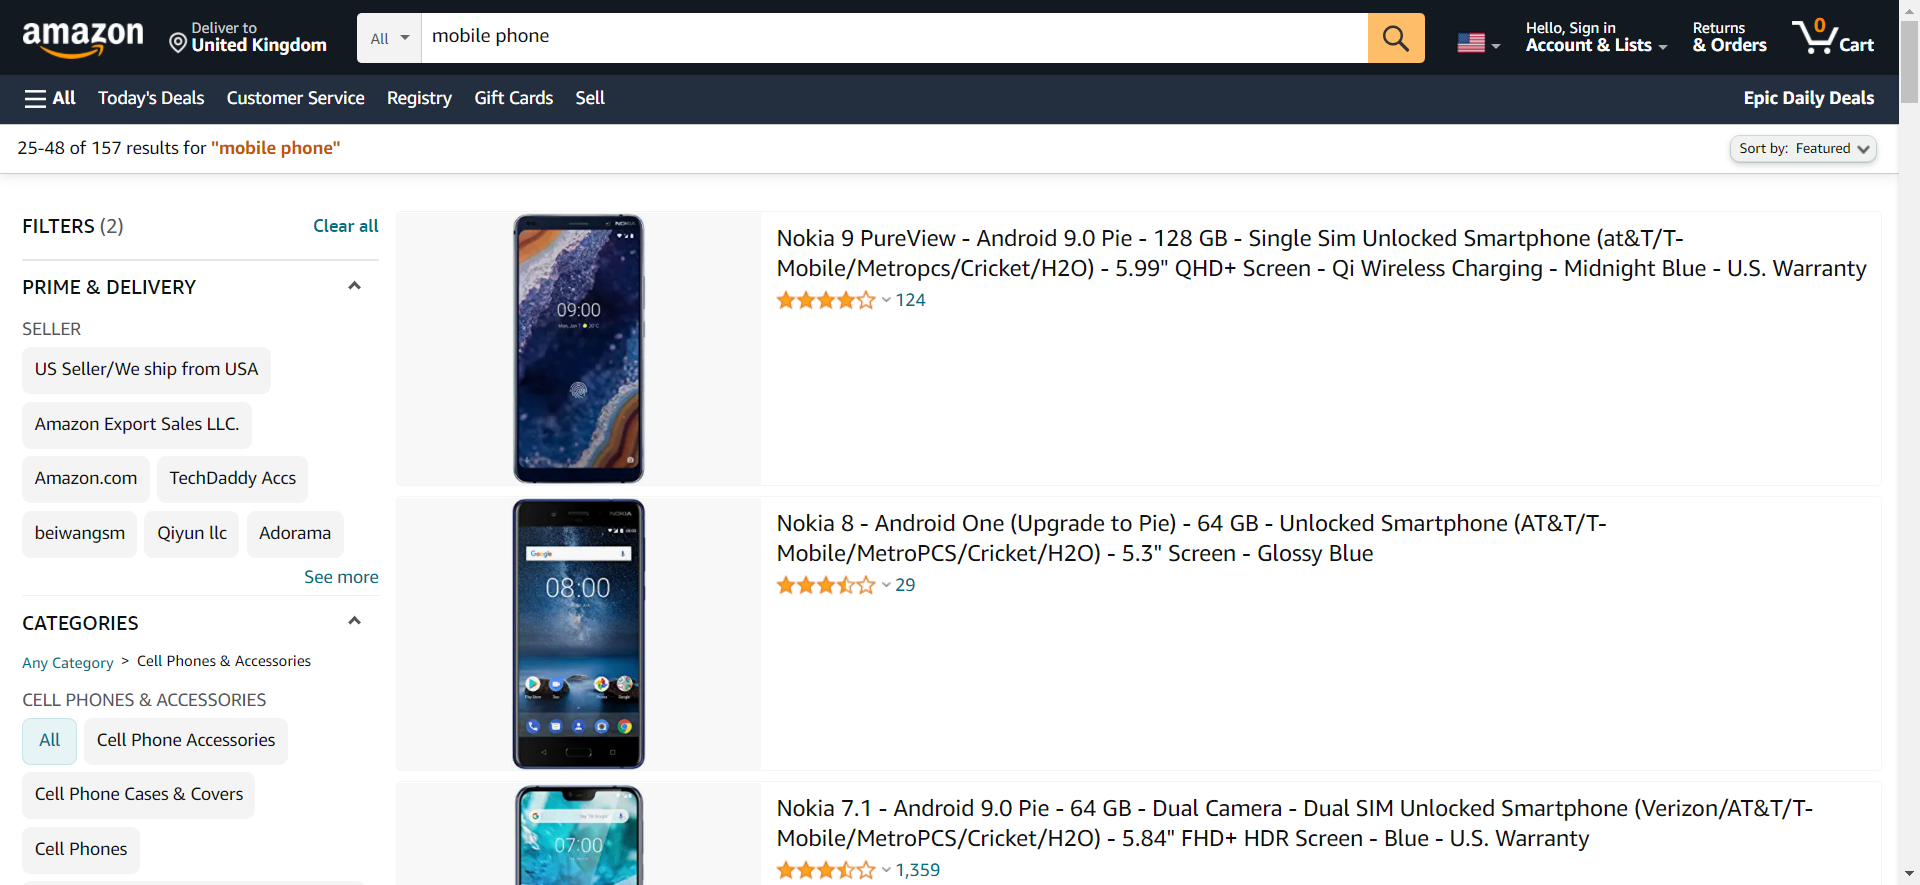 amazon
Deliver to
United Kingdom
All
mobile phone
Hello, Sign in
Account & Lists
Returns
& Orders
0
Cart
All
Today's Deals
Customer Service
Registry
Gift Cards
Sell
Epic Daily Deals
25-48 of 157 results for "mobile phone"
Sort by: Featured
FILTERS (2)
Clear all
PRIME & DELIVERY
SELLER
US Seller/We ship from USA
Amazon Export Sales LLC.
Amazon.com
TechDaddy Accs
beiwangsm
Qiyun llc
Adorama
See more
CATEGORIES
Any Category > Cell Phones & Accessories
CELL PHONES & ACCESSORIES
All
Cell Phone Accessories
Cell Phone Cases & Covers
Cell Phones
NOKIA
09:00
Nokia 9 PureView - Android 9.0 Pie - 128 GB - Single Sim Unlocked Smartphone (at&T/T-
Mobile/Metropcs/Cricket/H2O) - 5.99" QHD+ Screen - Qi Wireless Charging - Midnight Blue - U.S. Warranty
124
NOKIA
Google
08:00
Nokia 8 - Android One (Upgrade to Pie) - 64 GB - Unlocked Smartphone (AT&T/T-
Mobile/MetroPCS/Cricket/H2O) - 5.3" Screen - Glossy Blue
29
07:00
Nokia 7.1 - Android 9.0 Pie - 64 GB - Dual Camera - Dual SIM Unlocked Smartphone (Verizon/AT&T/T-
Mobile/MetroPCS/Cricket/H2O) - 5.84" FHD+ HDR Screen - Blue - U.S. Warranty
1,359